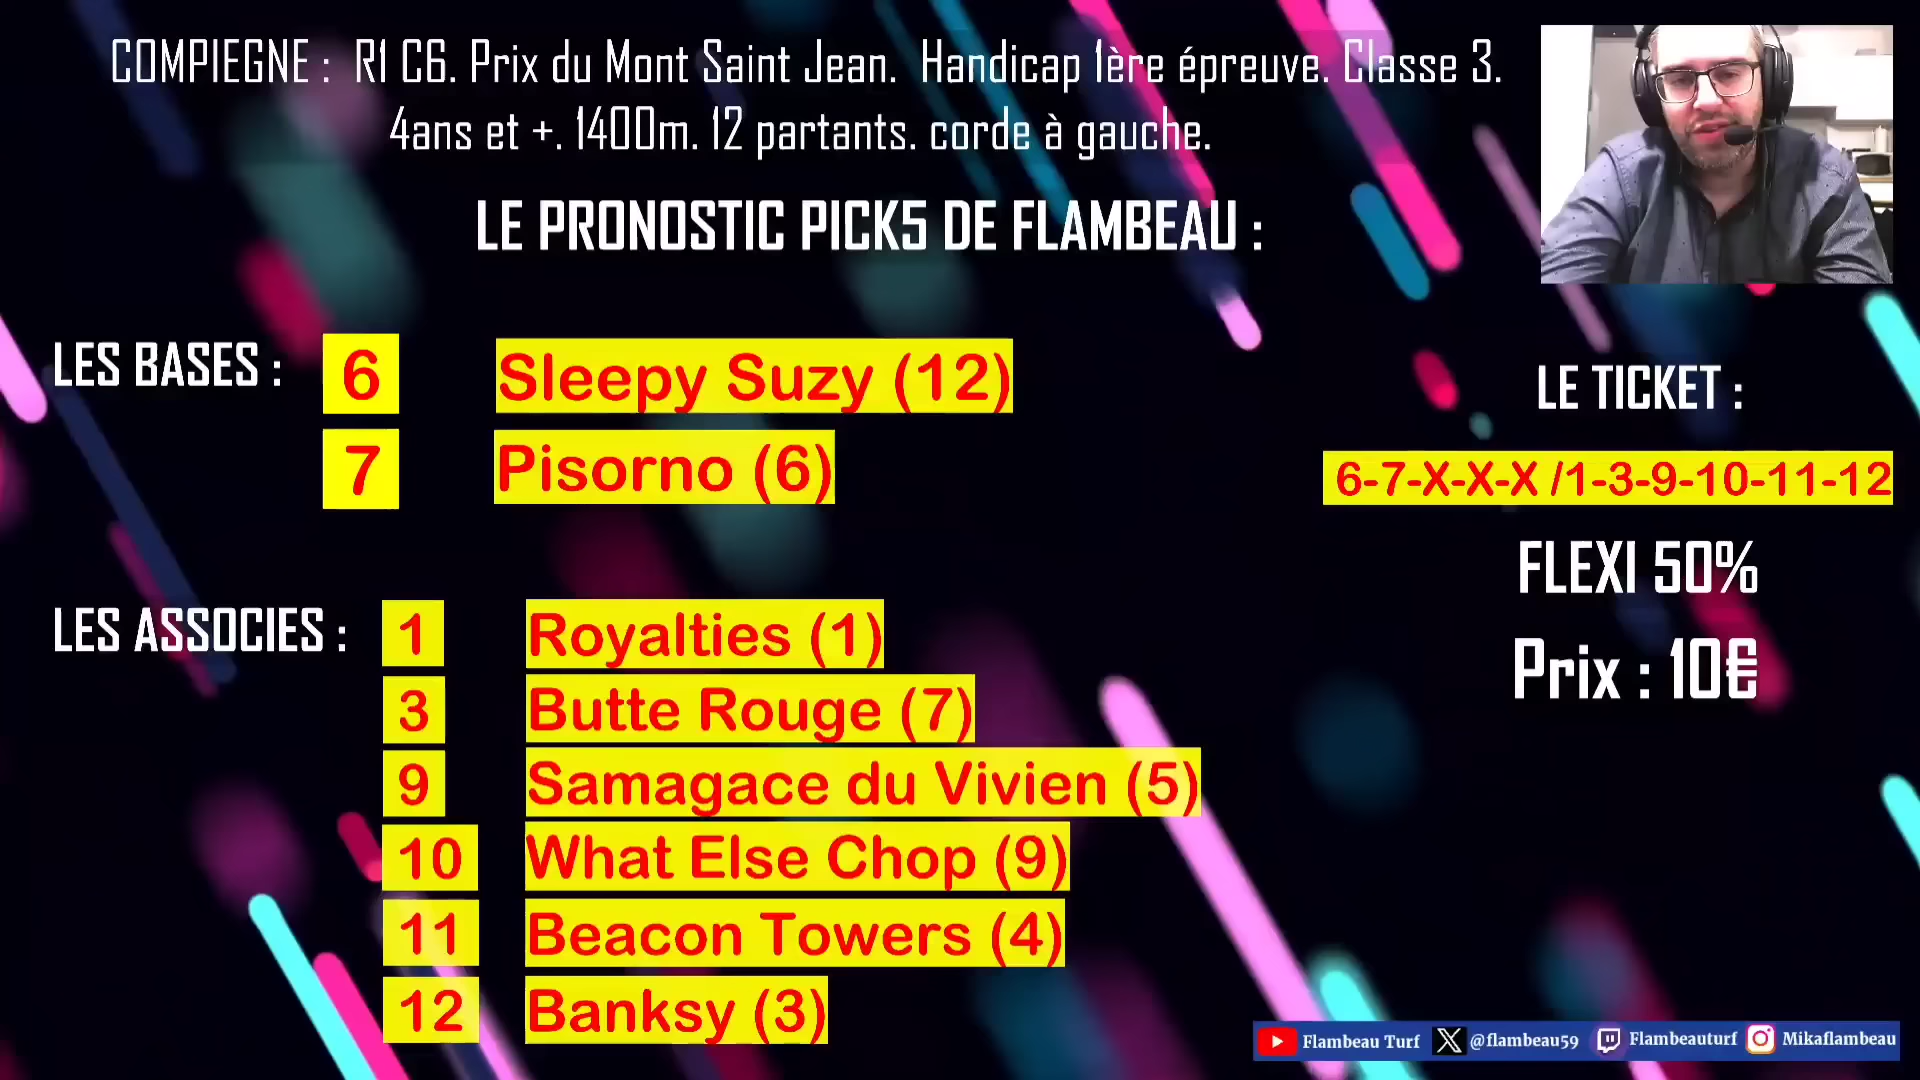 COMPIEGNE : R1 C6. Prix du Mont Saint Jean. Handicap 1ère épreuve. Classe 3.
4ans et +. 1400m. 12 partants. corde à gauche.
LE PRONOSTIC PICK5 DE FLAMBEAU :
LES BASES :
6 Sleepy Suzy (12)
7 Pisorno (6)
LES ASSOCIES :
1 Royalties (1)
3 Butte Rouge (7)
9 Samagace du Vivien (5)
10 What Else Chop (9)
11 Beacon Towers (4)
12 Banksy (3)
LE TICKET :
6-7-X-X-X /1-3-9-10-11-12
FLEXI 50%
Prix : 10€
Flambeau Turf @flambeau59 Flambeauturf Mikaflambeau